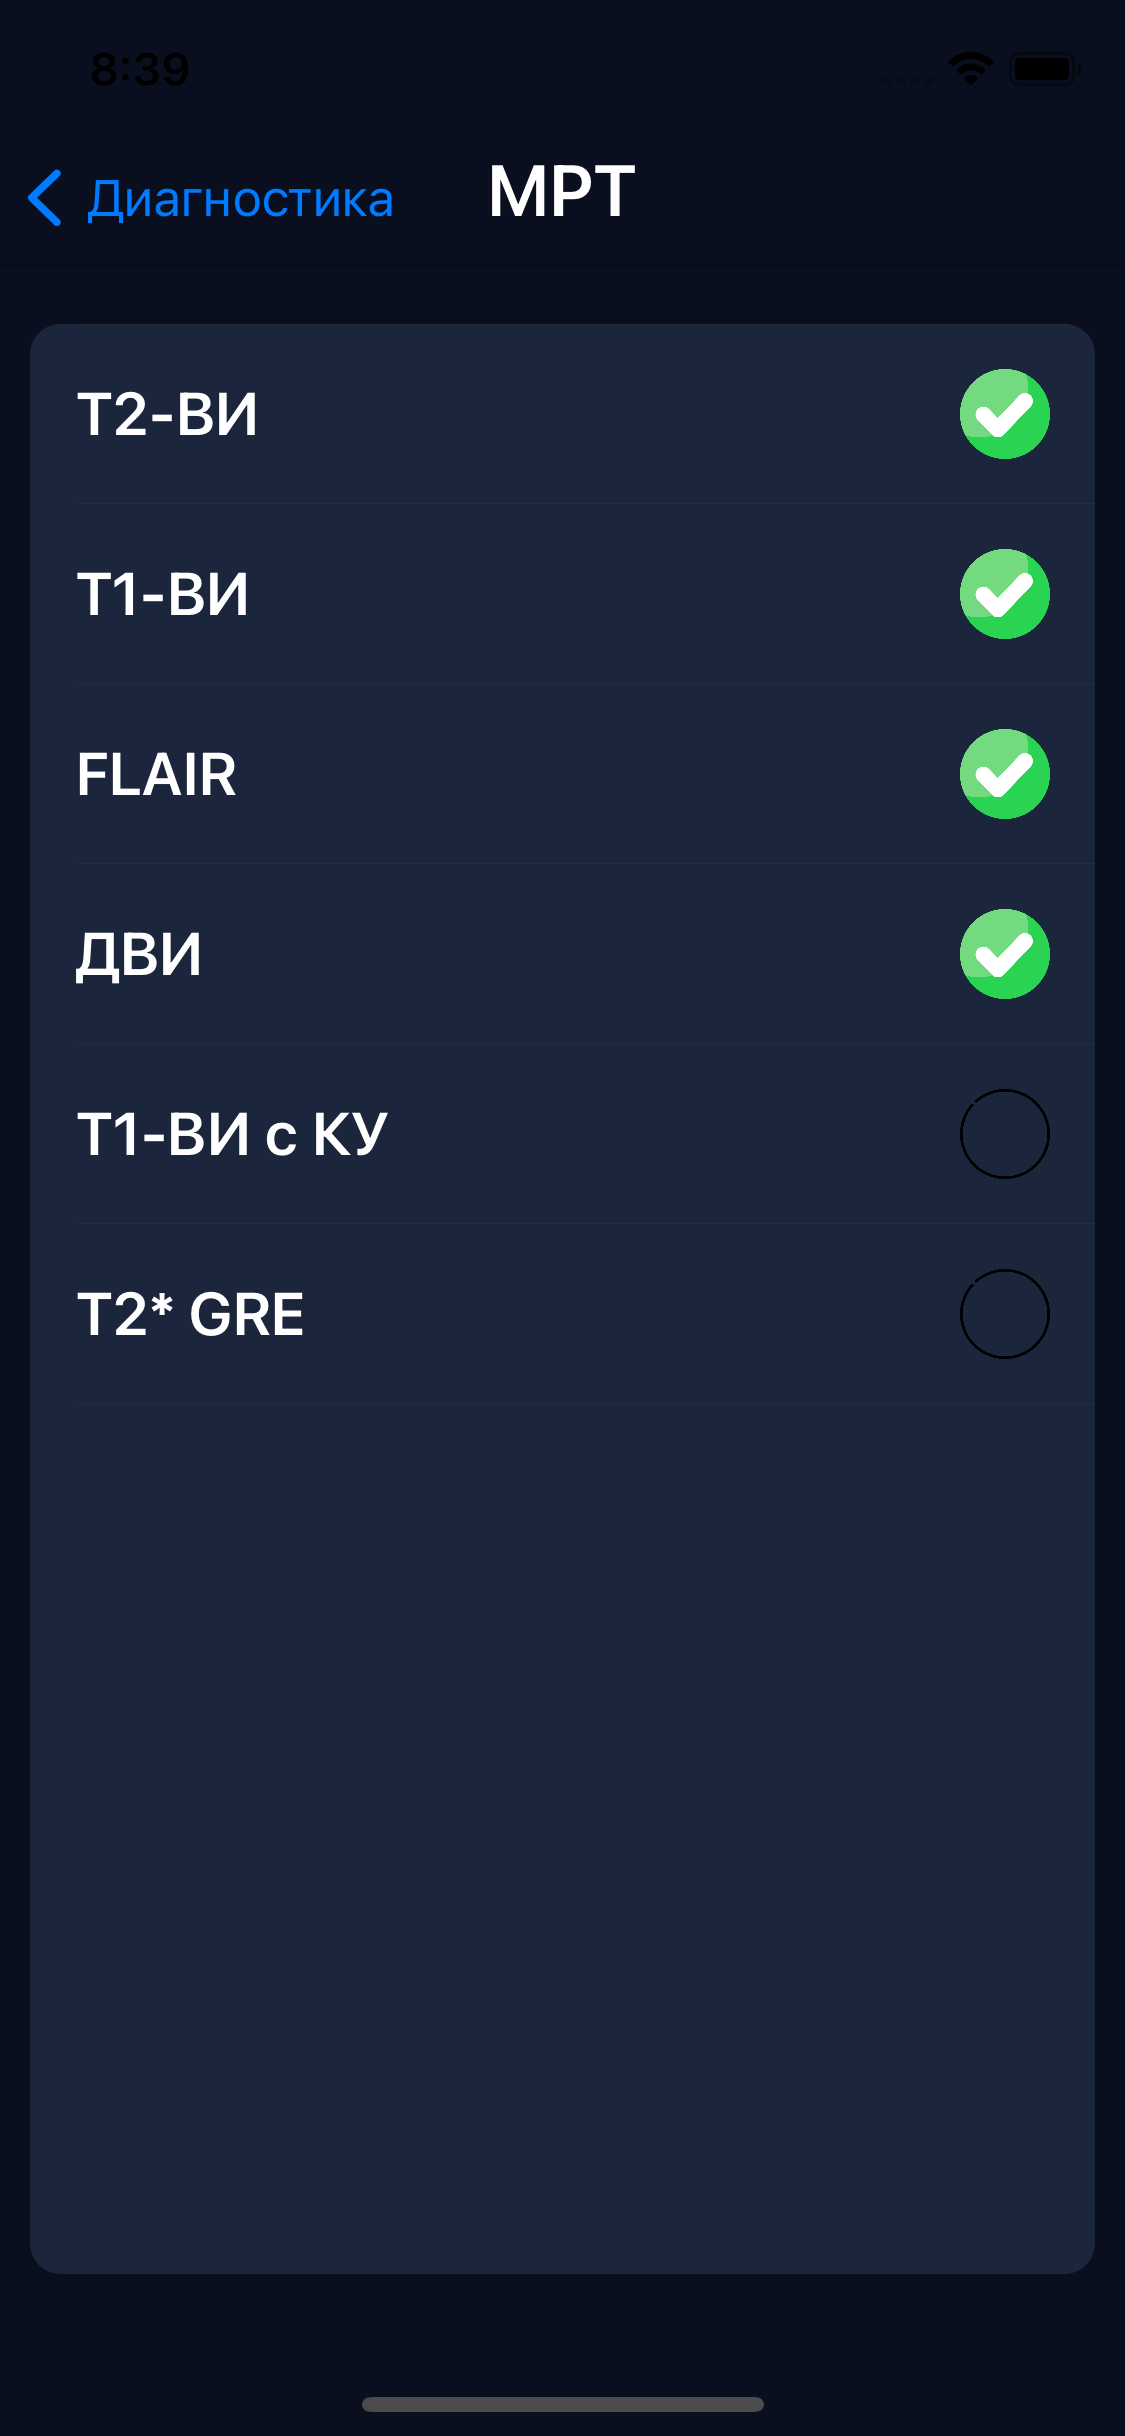 8:39
Диагностика
МРТ
Т2-ВИ
Т1-ВИ
FLAIR
ДВИ
Т1-ВИ с КУ
T2* GRE